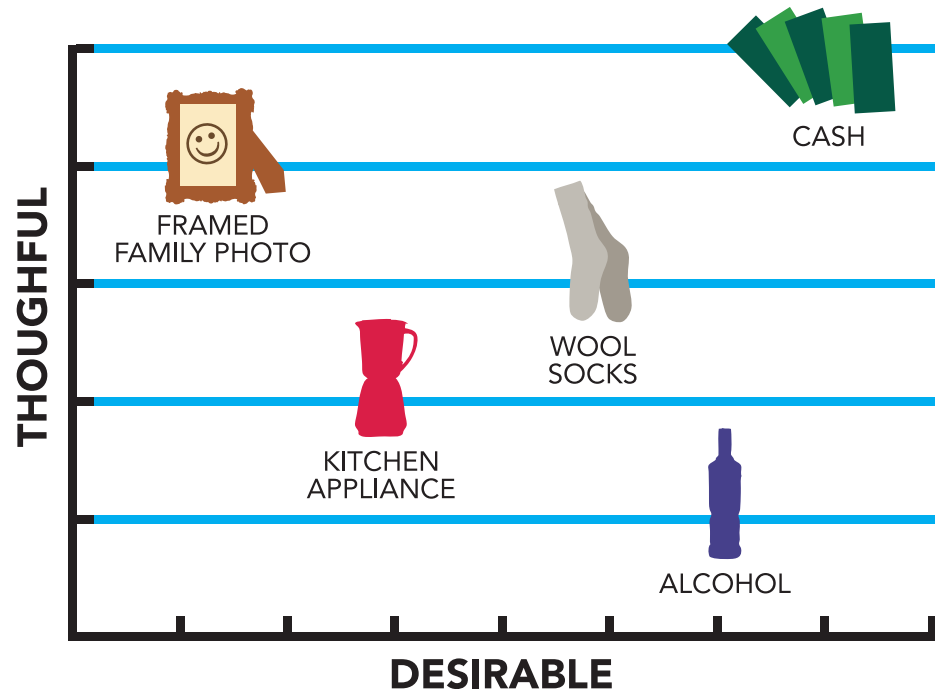 THOUGHFUL
CASH
FRAMED
FAMILY PHOTO
WOOL
SOCKS
KITCHEN
APPLIANCE
ALCOHOL
DESIRABLE